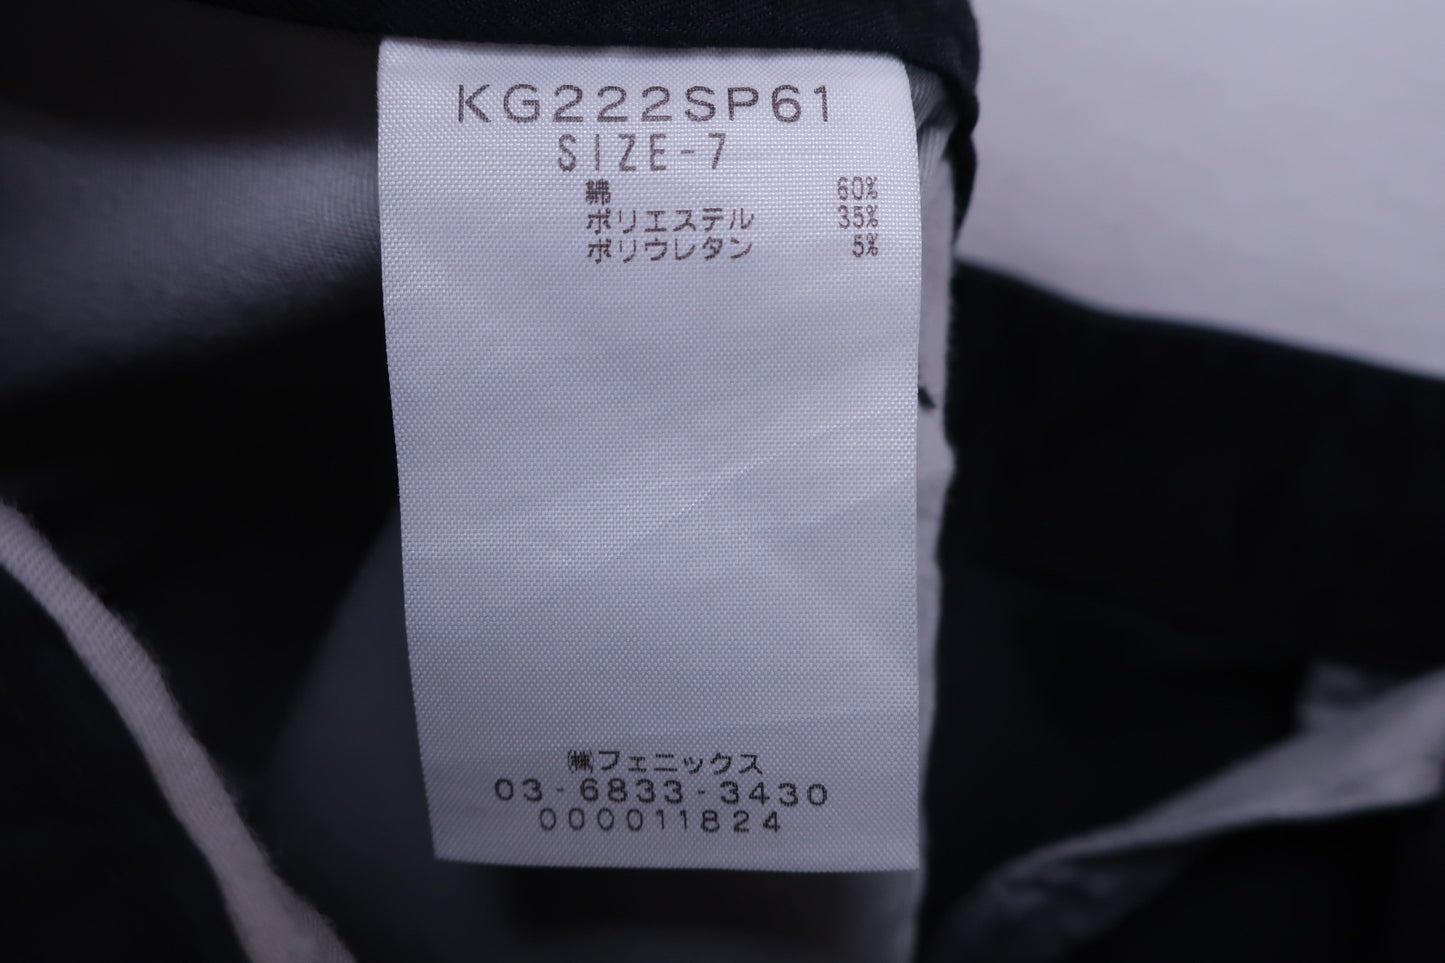 KG222SP61
SIZE-7
綿 60%
ポリエステル 35%
ポリウレタン 5%
㈱フェニックス
03-6833-3430
000011824